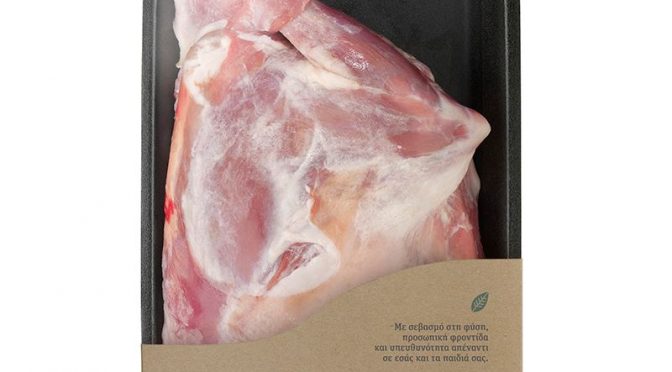 Με σεβασμό στη φύση,
προσωπική φροντίδα
και υπευθυνότητα απέναντι
σε εσάς και τα παιδιά σας.